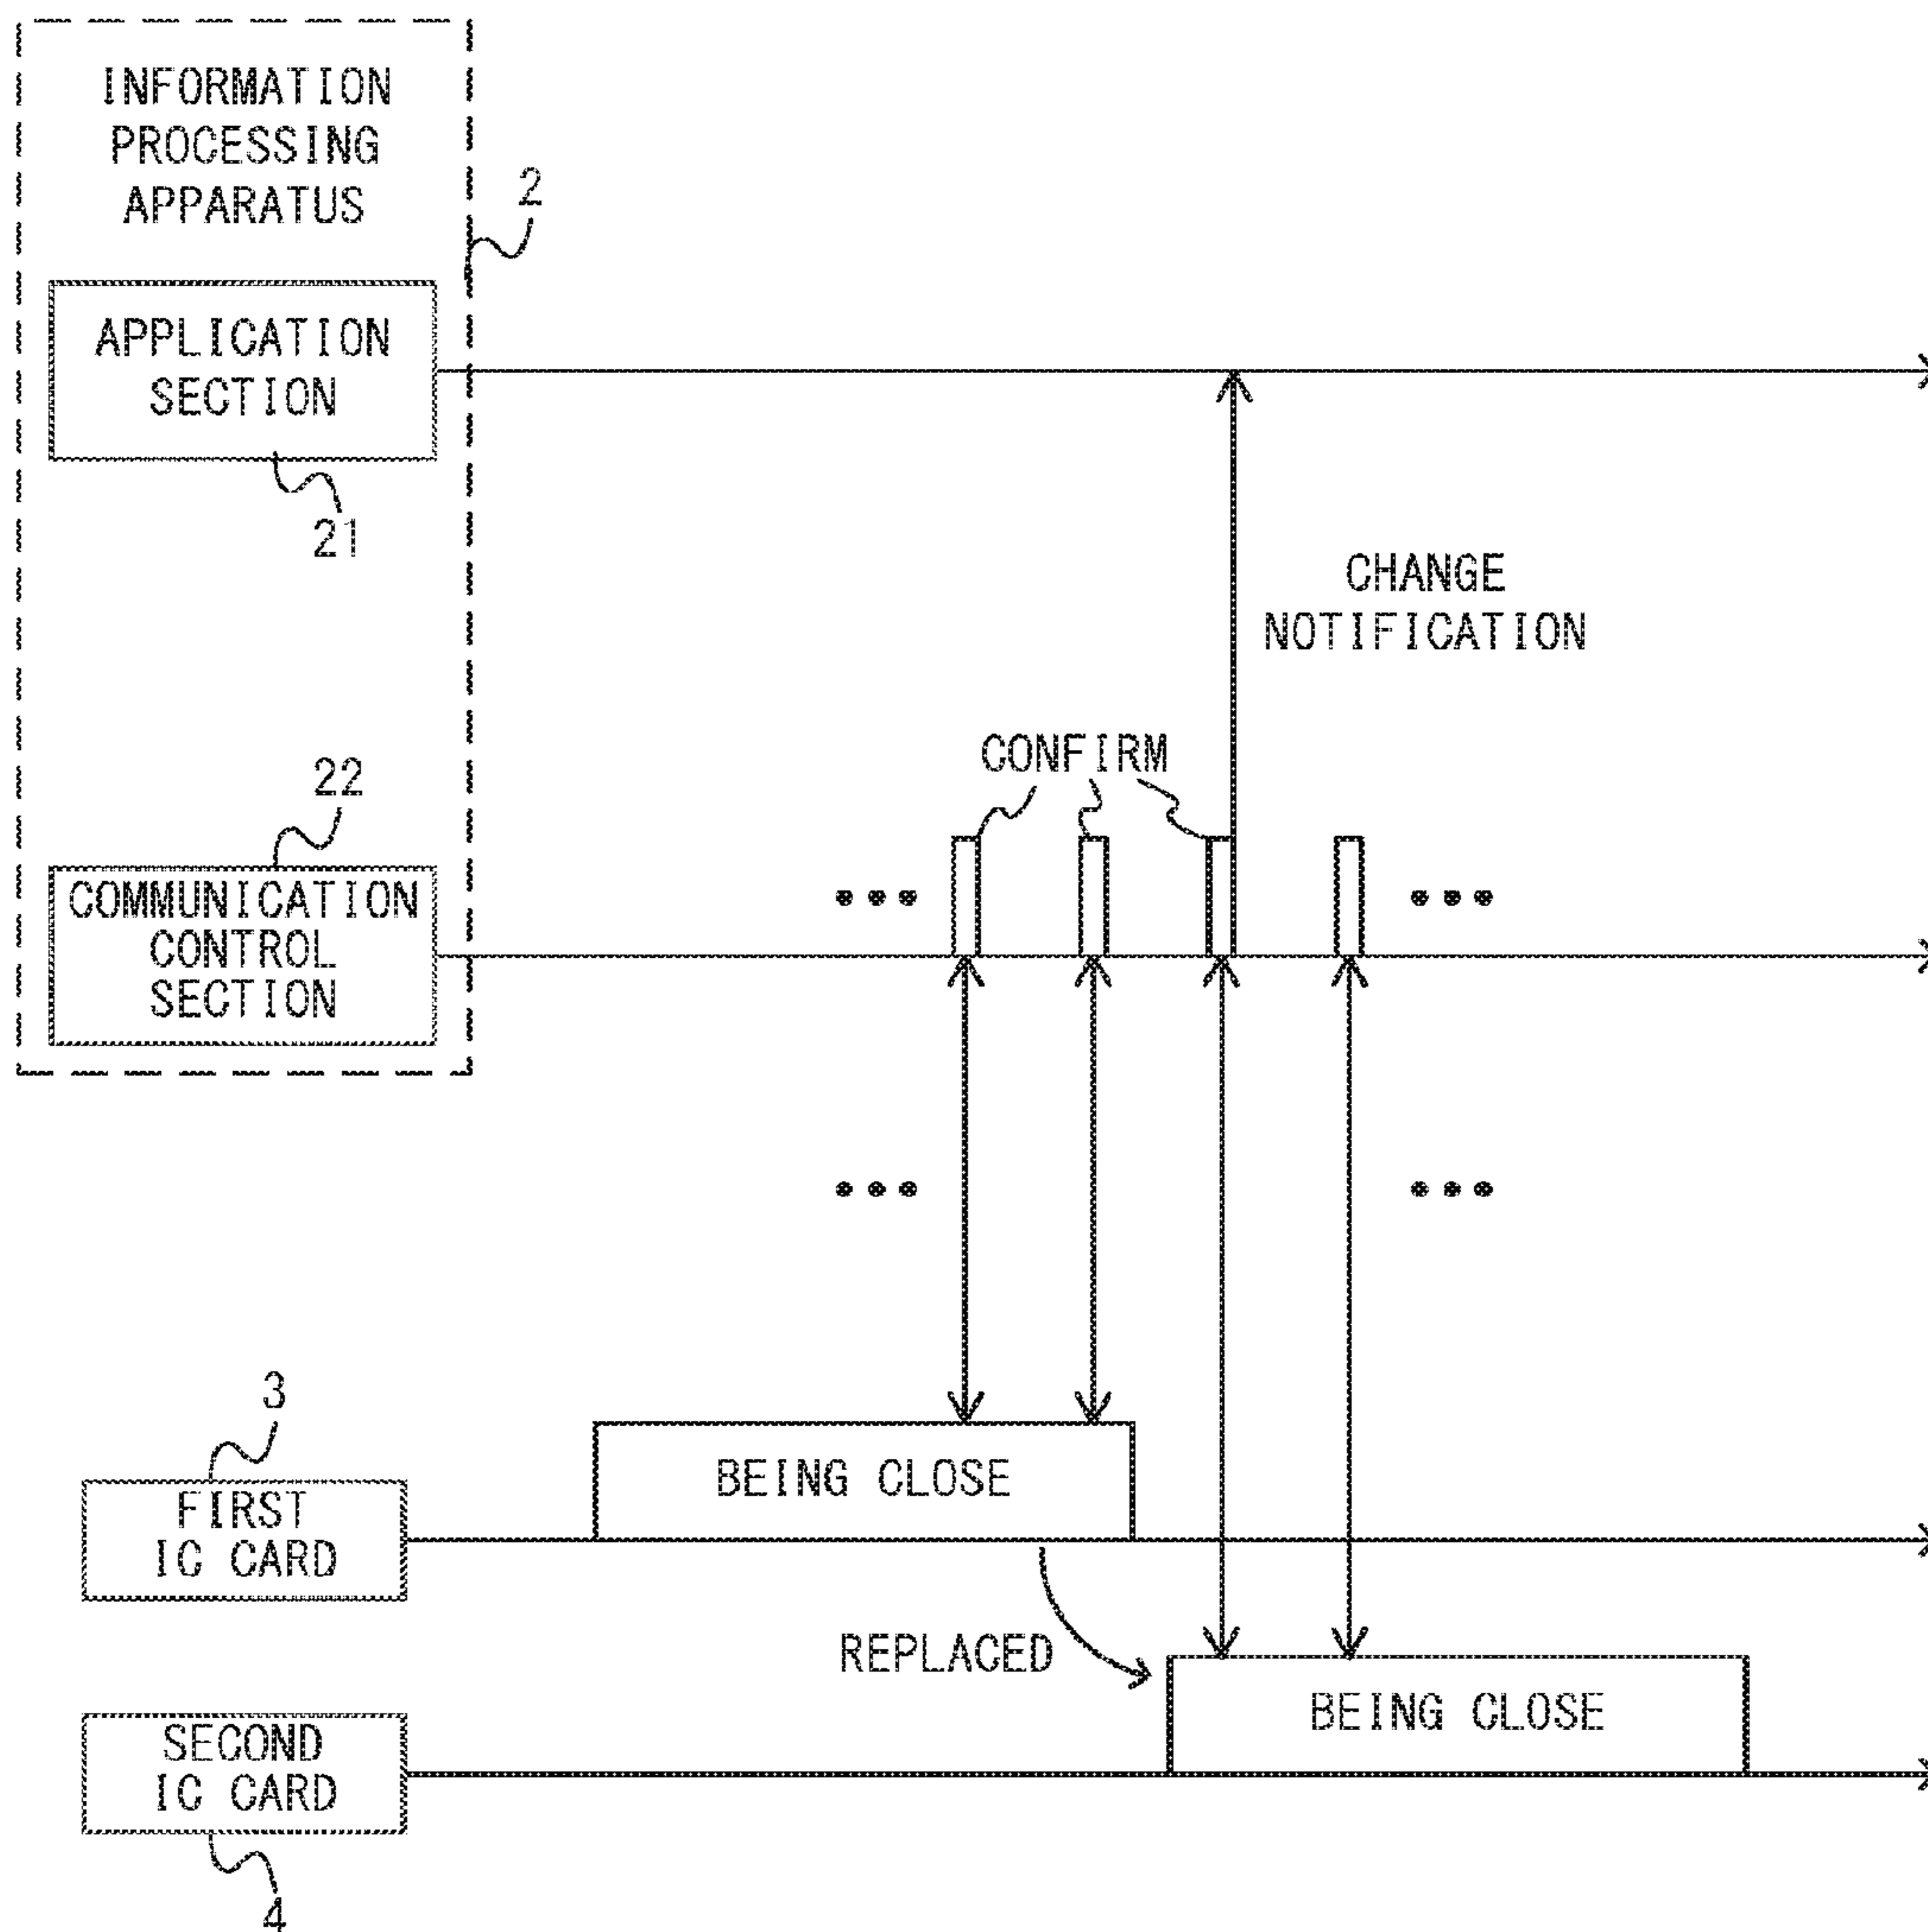 INFORMATION
PROCESSING
APPARATUS
2
APPLICATION
SECTION
21
CHANGE
NOTIFICATION
CONFIRM
22
COMMUNICATION
CONTROL
SECTION
3
BEING CLOSE
FIRST
IC CARD
REPLACED
BEING CLOSE
SECOND
IC CARD
4